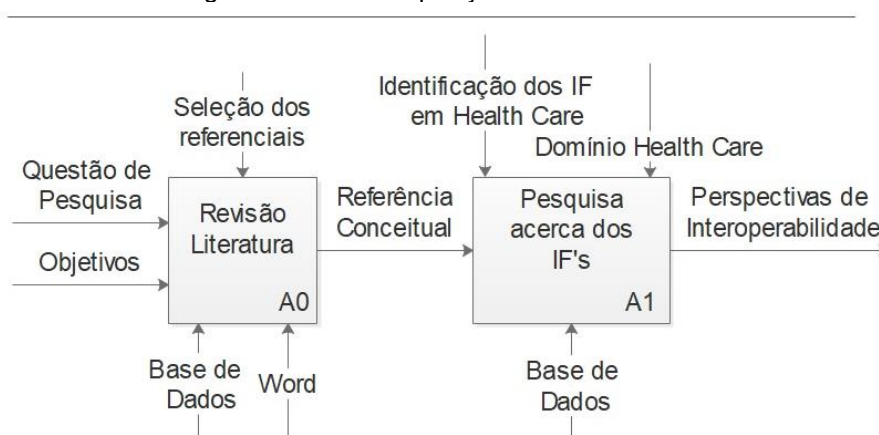 Identificação dos IF
em Health Care
Seleção dos
referenciais
Domínio Health Care
Questão de
Pesquisa
Objetivos
Revisão
Literatura
A0
Referência
Conceitual
Pesquisa
acerca dos
IF's
A1
Perspectivas de
Interoperabilidade
Base de
Dados
Word
Base de
Dados